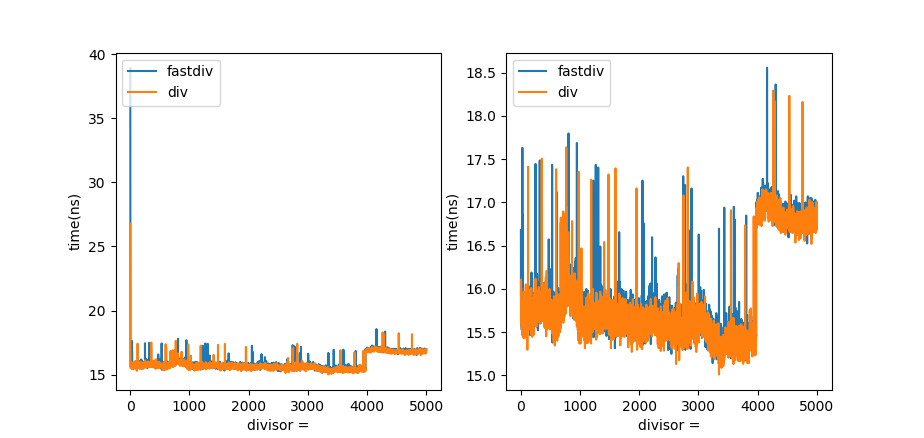 fastdiv
div
time(ns)
40
35
30
25
20
15
0 1000 2000 3000 4000 5000
divisor =
fastdiv
div
time(ns)
18.5
18.0
17.5
17.0
16.5
16.0
15.5
15.0
0 1000 2000 3000 4000 5000
divisor =